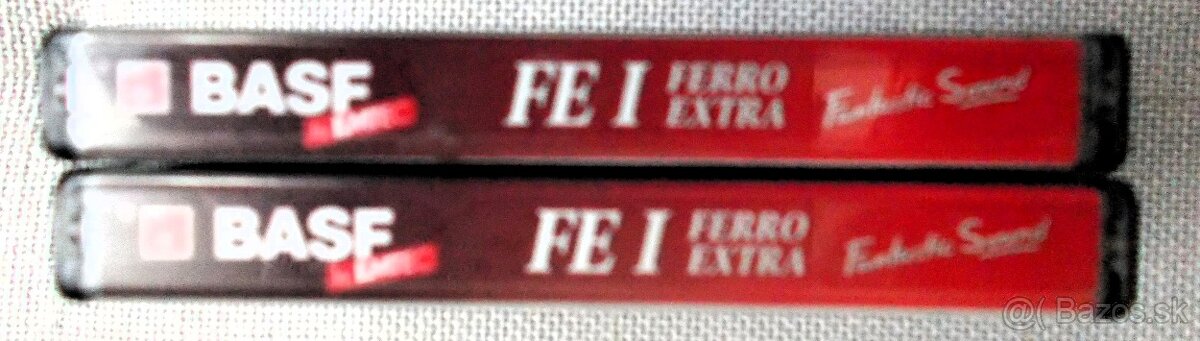 BASF
FE I FERRO
EXTRA
Fantastic Sound
BASF
FE I FERRO
EXTRA
Fantastic Sound
@( Bazos.sk